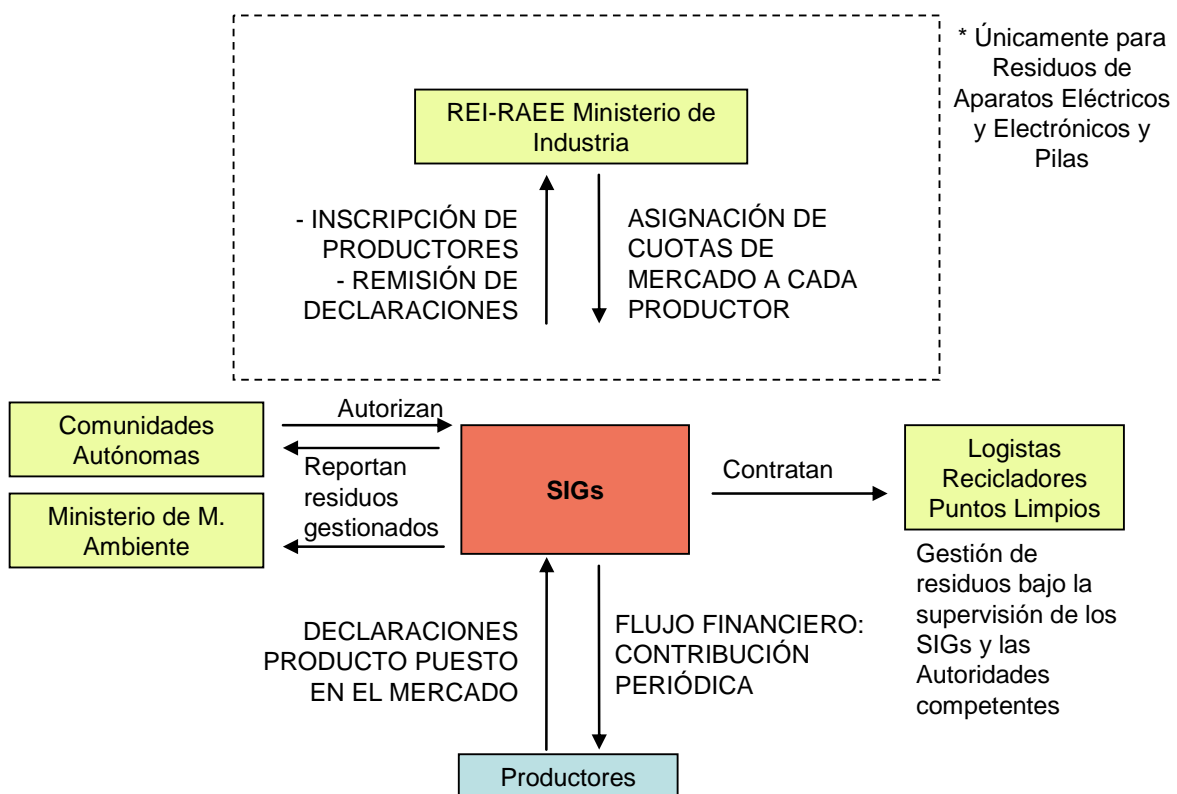 * Únicamente para
Residuos de
Aparatos Eléctricos
y Electrónicos y
Pilas
REI-RAEE Ministerio de
Industria
- INSCRIPCIÓN DE
PRODUCTORES
- REMISIÓN DE
DECLARACIONES
ASIGNACIÓN DE
CUOTAS DE
MERCADO A CADA
PRODUCTOR
Comunidades
Autónomas
Autorizan
Reportan
residuos
gestionados
Ministerio de M.
Ambiente
SIGs
Contratan
Logistas
Recicladores
Puntos Limpios
Gestión de
residuos bajo la
supervisión de los
SIGs y las
Autoridades
competentes
DECLARACIONES
PRODUCTO PUESTO
EN EL MERCADO
FLUJO FINANCIERO:
CONTRIBUCIÓN
PERIÓDICA
Productores